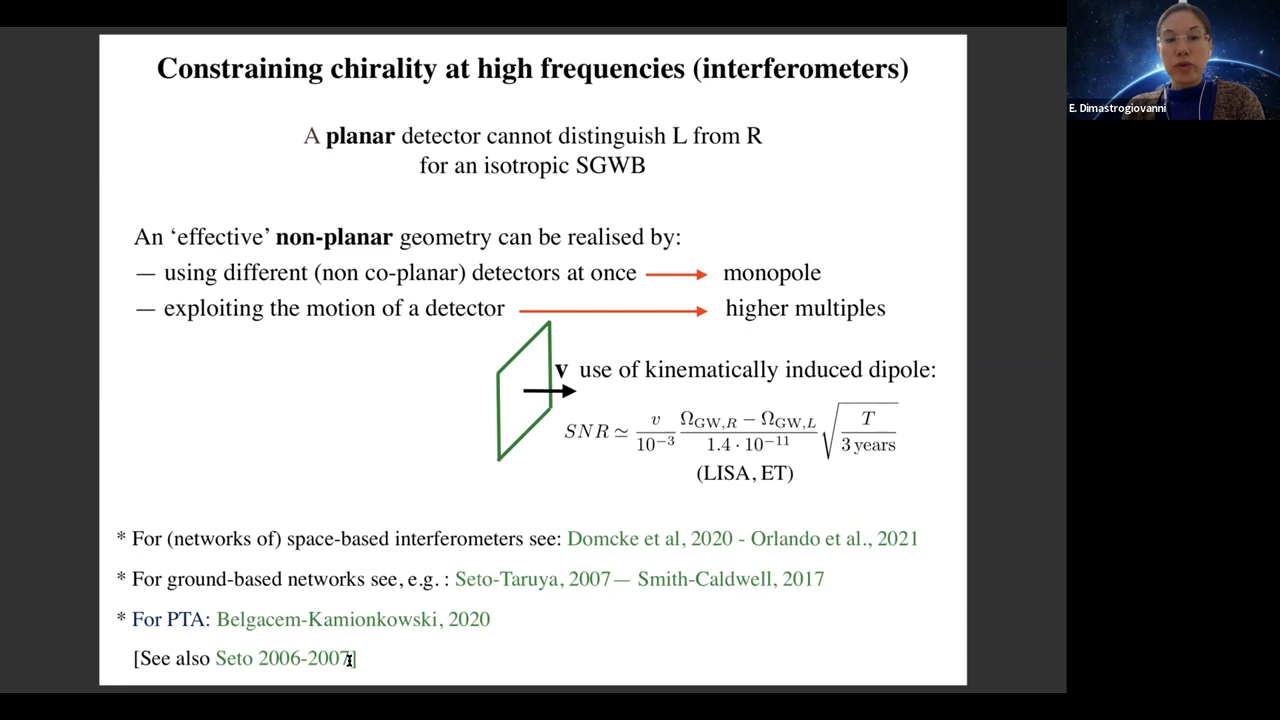 Constraining chirality at high frequencies (interferometers)
A planar detector cannot distinguish L from R
for an isotropic SGWB
An ‘effective’ non-planar geometry can be realised by:
— using different (non co-planar) detectors at once monopole
— exploiting the motion of a detector higher multiples
v use of kinematically induced dipole:
SNR ≃ v/10⁻³ (Ω_GW,R − Ω_GW,L)/(1.4 · 10⁻¹¹) √(T/3 years)
(LISA, ET)
* For (networks of) space-based interferometers see: Domcke et al, 2020 - Orlando et al., 2021
* For ground-based networks see, e.g. : Seto-Taruya, 2007— Smith-Caldwell, 2017
* For PTA: Belgacem-Kamionkowski, 2020
[See also Seto 2006-2007]
E. Dimastrogiovanni